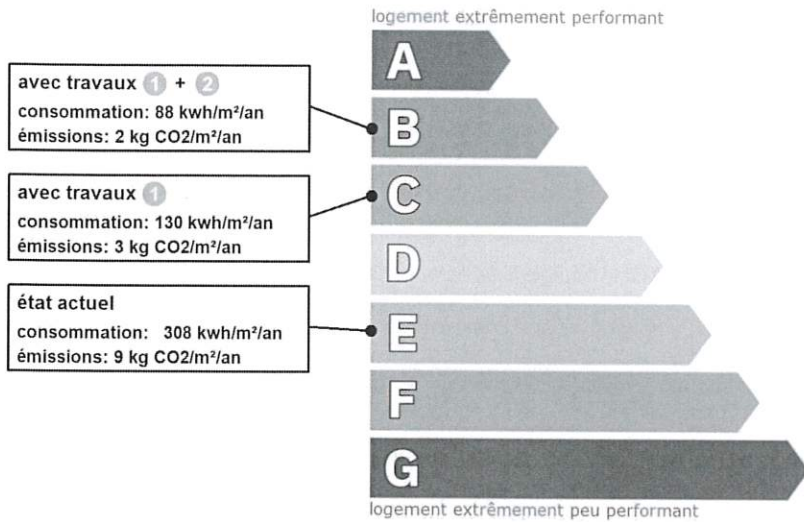 logement extrêmement performant
A
avec travaux 1 + 2
consommation: 88 kwh/m²/an
émissions: 2 kg CO2/m²/an
B
avec travaux 1
consommation: 130 kwh/m²/an
émissions: 3 kg CO2/m²/an
C
D
état actuel
consommation: 308 kwh/m²/an
émissions: 9 kg CO2/m²/an
E
F
G
logement extrêmement peu performant